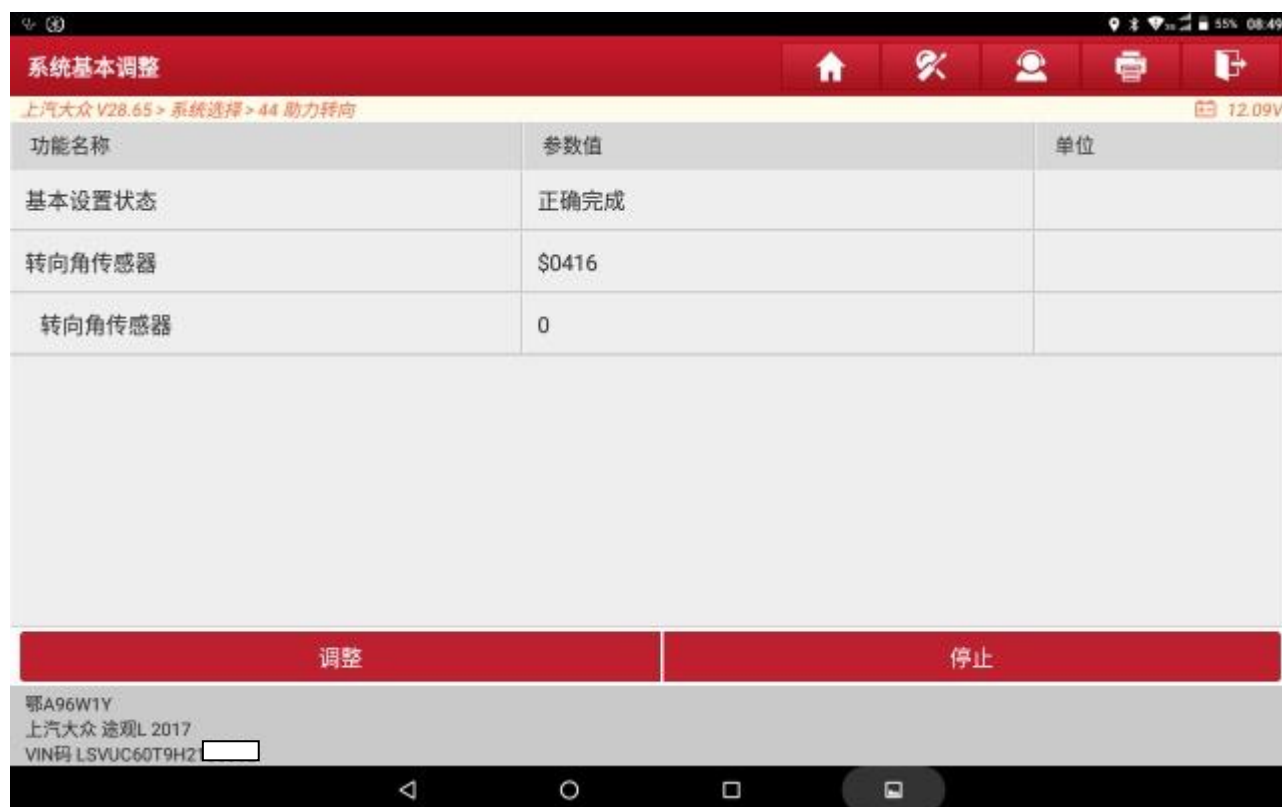 55% 08:49
系统基本调整
上汽大众 V28.65 > 系统选择 > 44 助力转向
12.09V
功能名称 参数值 单位
基本设置状态 正确完成
转向角传感器 $0416
转向角传感器 0
调整 停止
鄂A96W1Y
上汽大众 途观L 2017
VIN码 LSVUC60T9H2